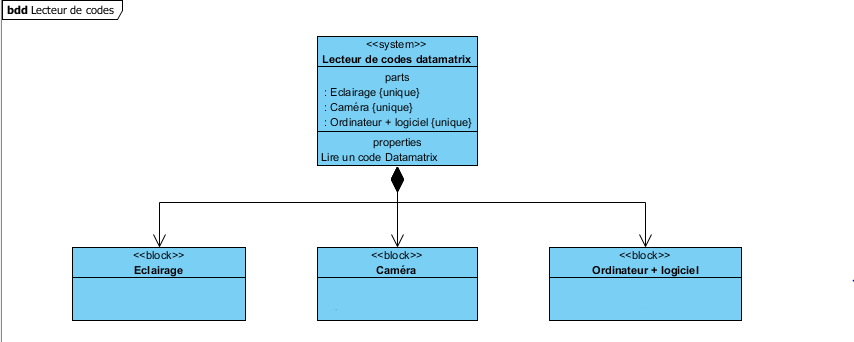 bdd Lecteur de codes
<<system>>
Lecteur de codes datamatrix
parts
: Eclairage {unique}
: Caméra {unique}
: Ordinateur + logiciel {unique}
properties
Lire un code Datamatrix
<<block>>
Eclairage
<<block>>
Caméra
<<block>>
Ordinateur + logiciel